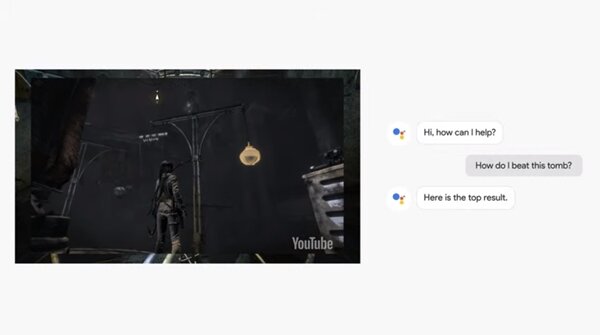 Hi, how can I help?
How do I beat this tomb?
Here is the top result.
YouTube